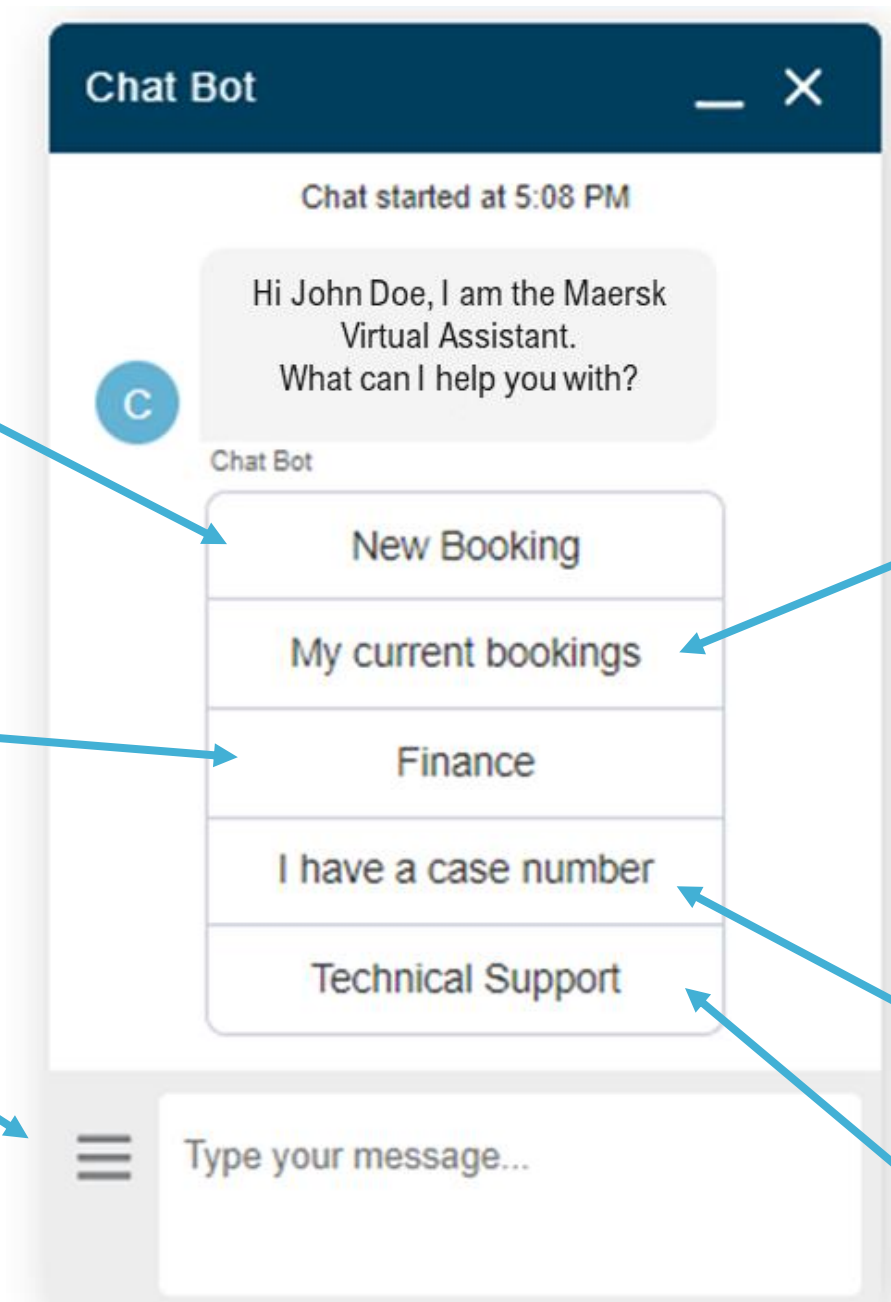 Chat Bot
Chat started at 5:08 PM
Hi John Doe, I am the Maersk
Virtual Assistant.
What can I help you with?
C
Chat Bot
New Booking
My current bookings
Finance
I have a case number
Technical Support
Type your message...